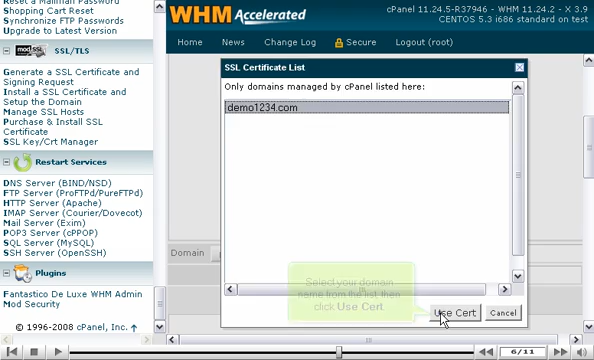 Reset a Mailman Password
Shopping Cart Reset
Synchronize FTP Passwords
Upgrade to Latest Version
SSL/TLS
Generate a SSL Certificate and
Signing Request
Install a SSL Certificate and
Setup the Domain
Manage SSL Hosts
Purchase & Install SSL
Certificate
SSL Key/Crt Manager
Restart Services
DNS Server (BIND/NSD)
FTP Server (ProFTPd/PureFTPd)
HTTP Server (Apache)
IMAP Server (Courier/Dovecot)
Mail Server (Exim)
POP3 Server (cPPOP)
SQL Server (MySQL)
SSH Server (OpenSSH)
Plugins
Fantastico De Luxe WHM Admin
Mod Security
© 1996-2008 cPanel, Inc.
WHM Accelerated
cPanel 11.24.5-R37946 - WHM 11.24.2 - X 3.9
CENTOS 5.3 i686 standard on test
Home News Change Log Secure Logout (root)
SSL Certificate List
Only domains managed by cPanel listed here:
demo1234.com
Domain
Select your domain
name from the list, then
click Use Cert.
Use Cert Cancel
6/11